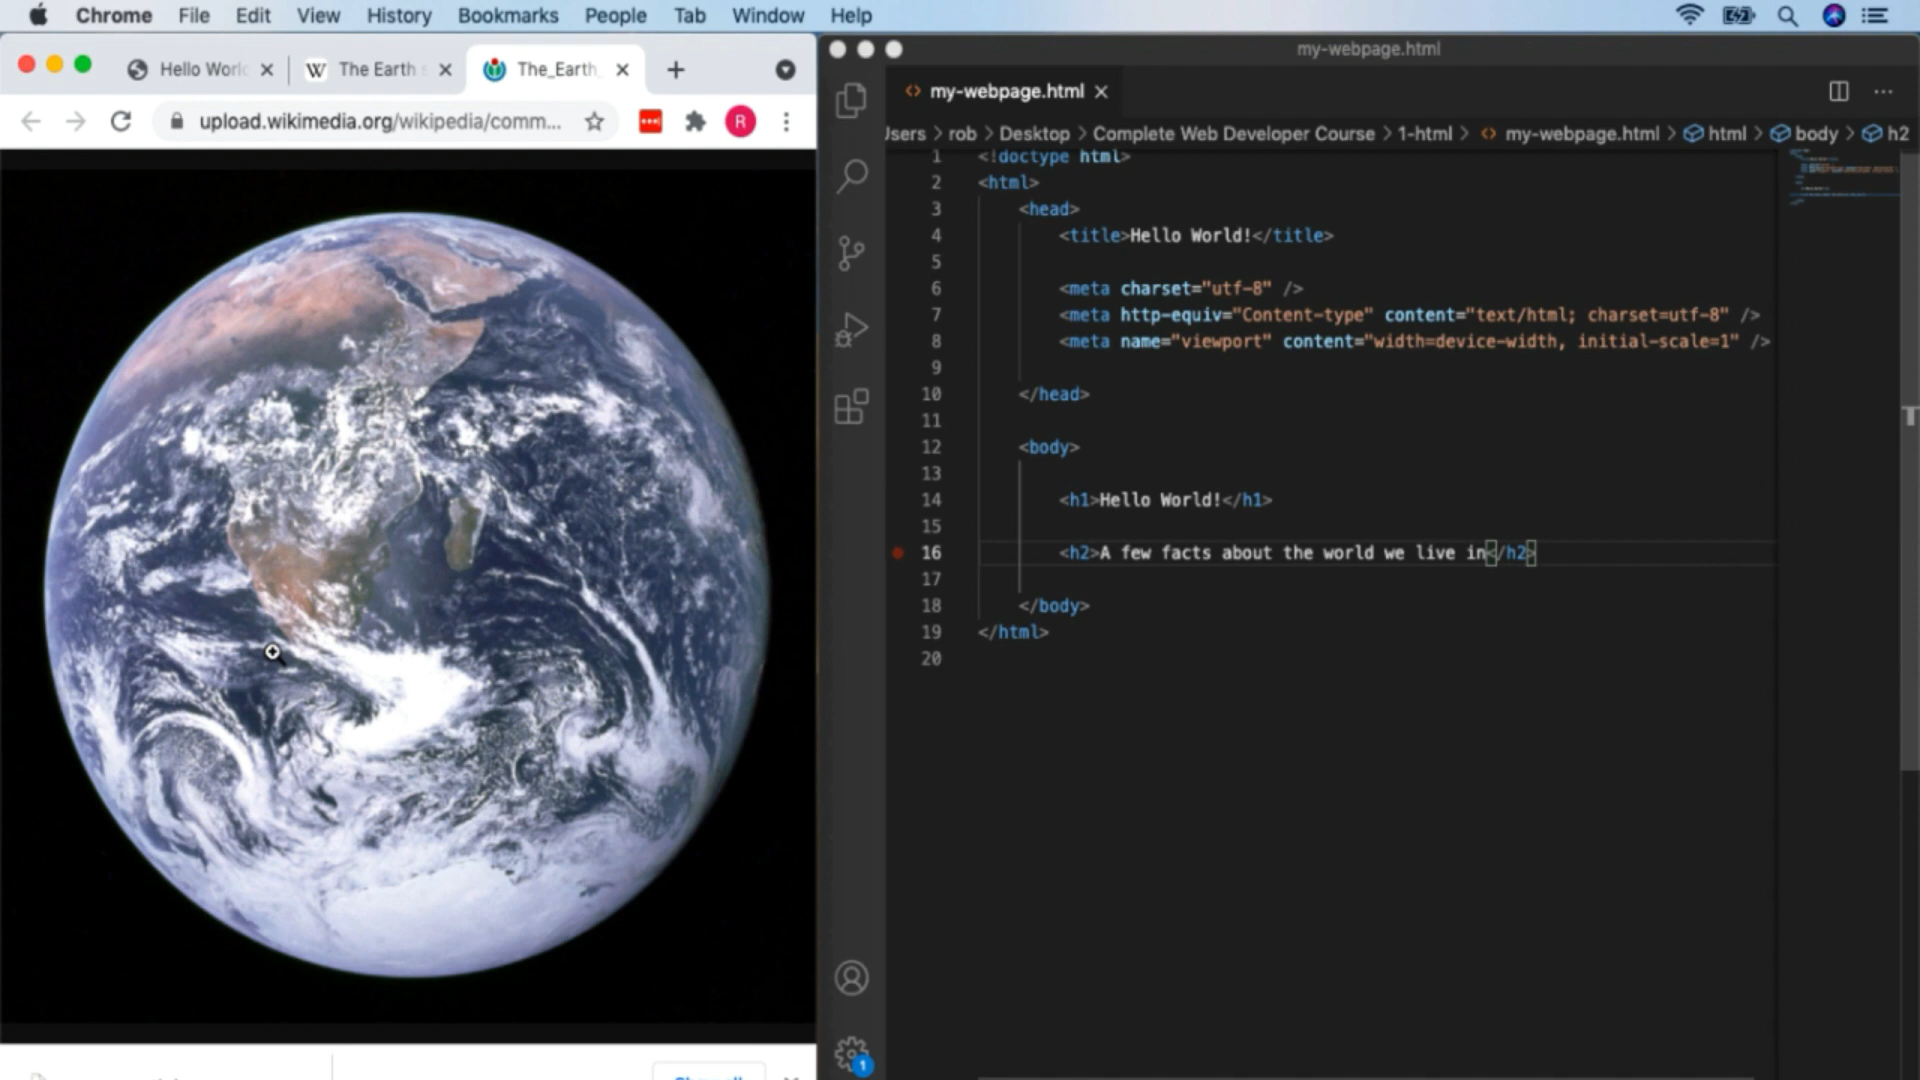 Chrome File Edit View History Bookmarks People Tab Window Help
Hello Worl
The Earth s
The_Earth_
upload.wikimedia.org/wikipedia/comm...
R
my-webpage.html
my-webpage.html
Users > rob > Desktop > Complete Web Developer Course > 1-html > my-webpage.html > html > body > h2
1 <!doctype html>
2 <html>
3 <head>
4 <title>Hello World!</title>
5
6 <meta charset="utf-8" />
7 <meta http-equiv="Content-type" content="text/html; charset=utf-8" />
8 <meta name="viewport" content="width=device-width, initial-scale=1" />
9
10 </head>
11
12 <body>
13
14 <h1>Hello World!</h1>
15
16 <h2>A few facts about the world we live in</h2>
17
18 </body>
19 </html>
20
1